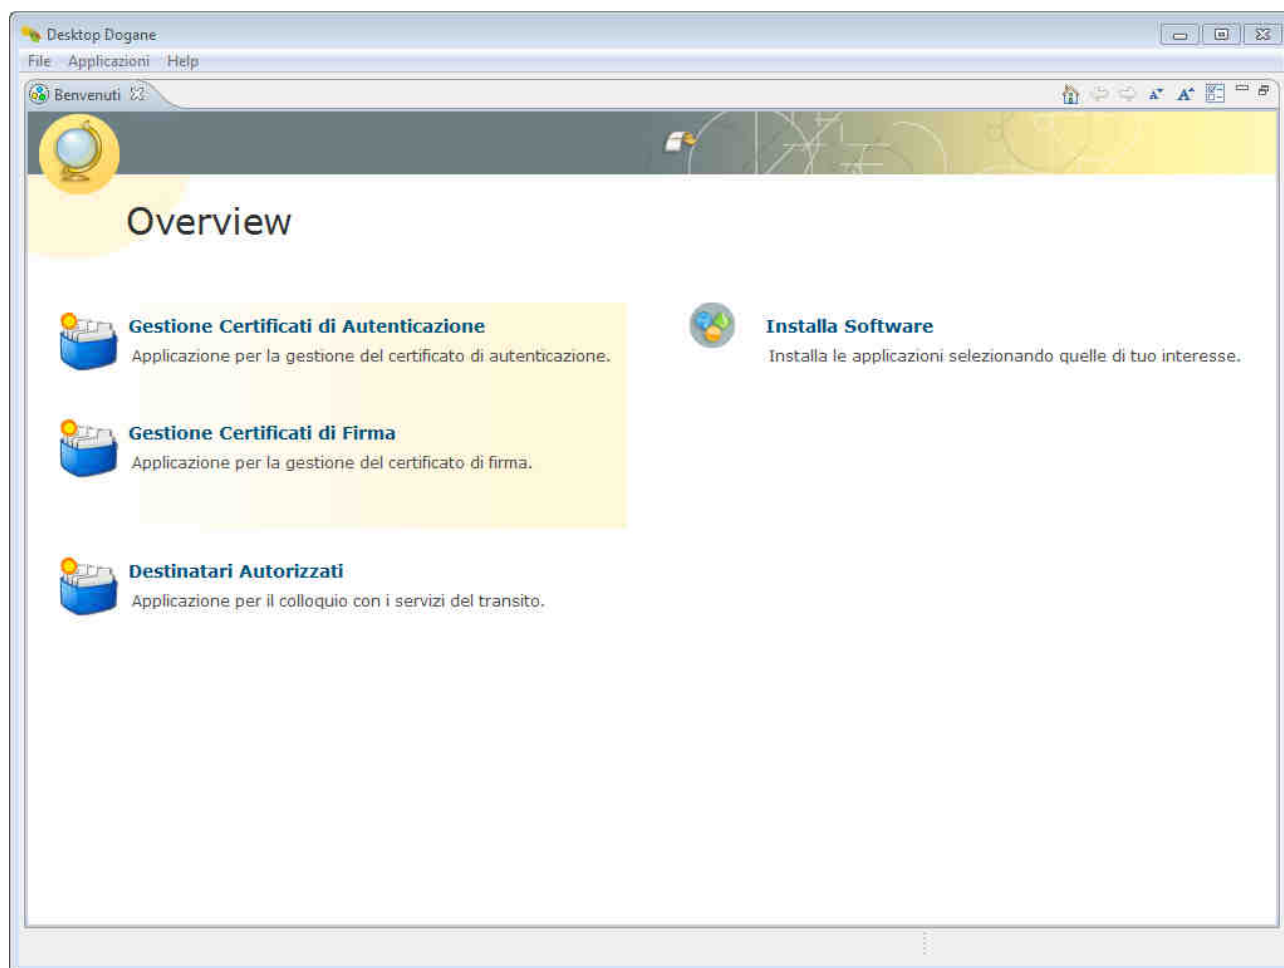 Desktop Dogane
File Applicazioni Help
Benvenuti
Overview
Gestione Certificati di Autenticazione
Applicazione per la gestione del certificato di autenticazione.
Installa Software
Installa le applicazioni selezionando quelle di tuo interesse.
Gestione Certificati di Firma
Applicazione per la gestione del certificato di firma.
Destinatari Autorizzati
Applicazione per il colloquio con i servizi del transito.